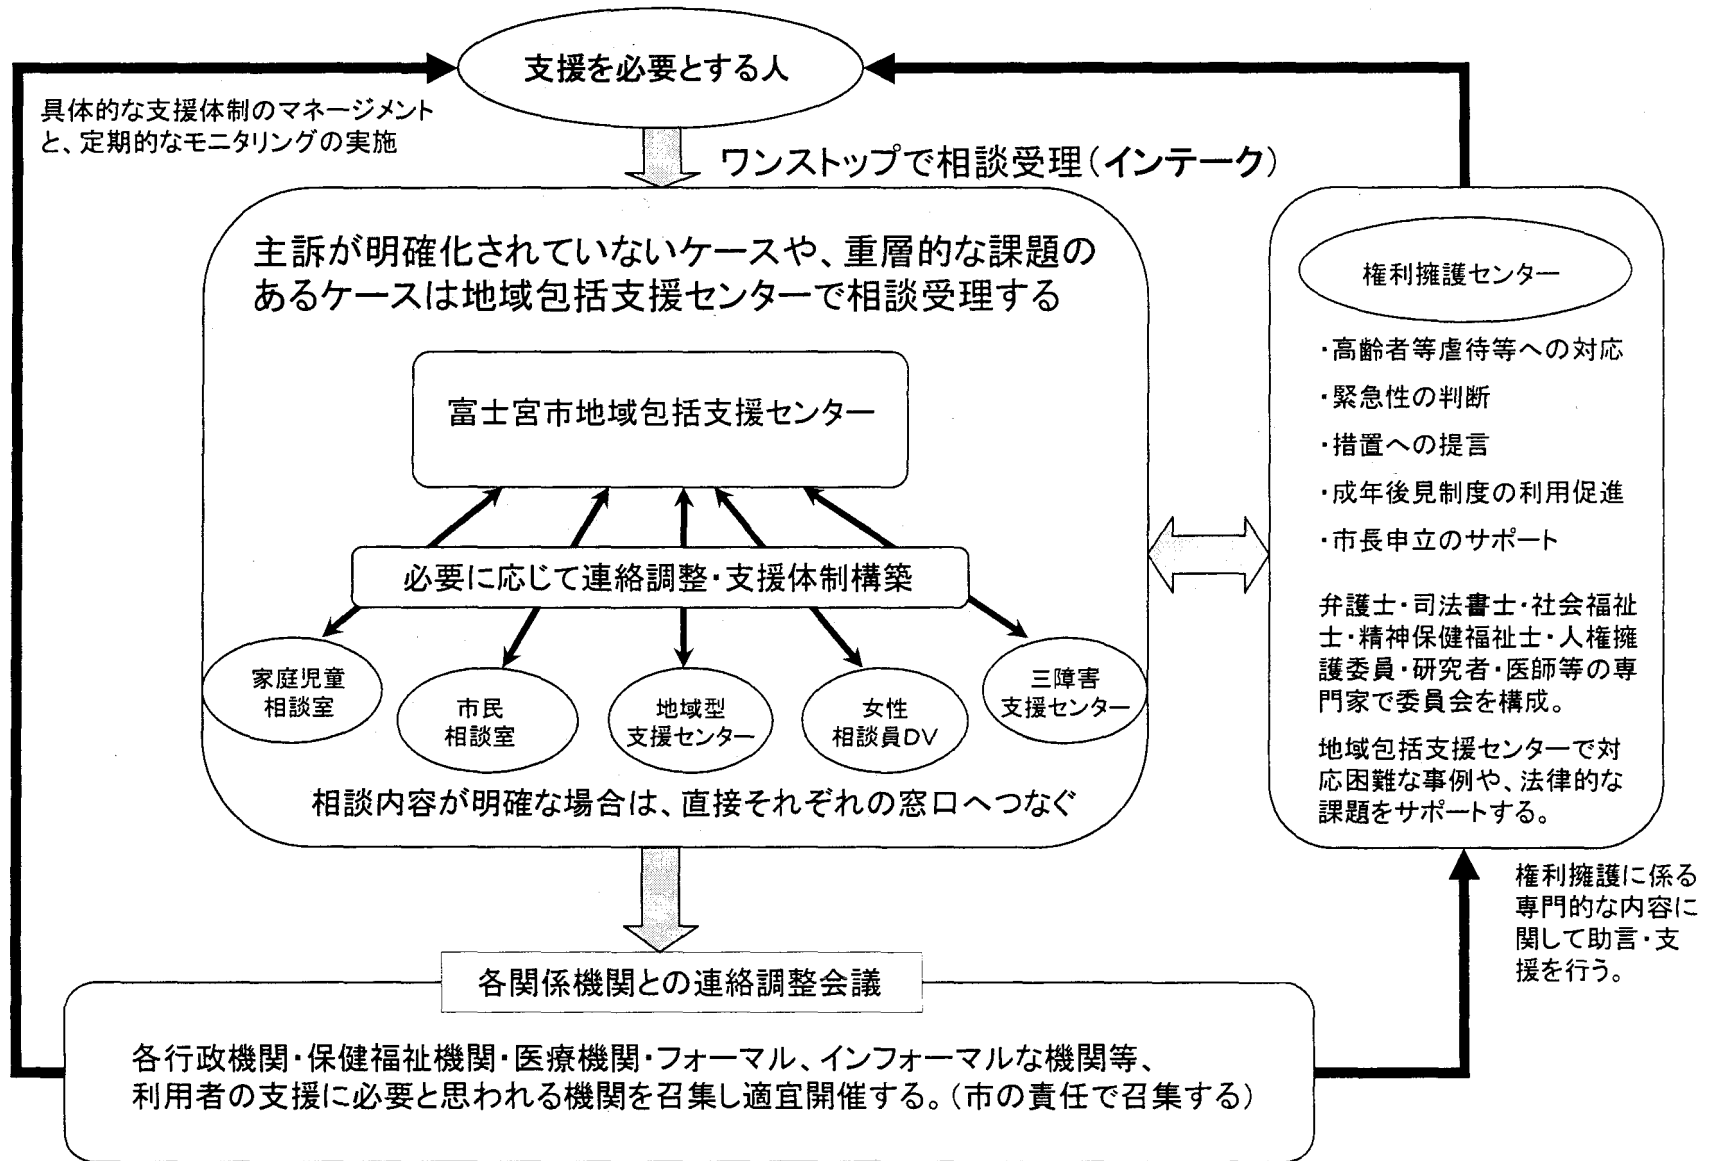 支援を必要とする人
具体的な支援体制のマネージメント
と、定期的なモニタリングの実施
ワンストップで相談受理(インテーク)
主訴が明確化されていないケースや、重層的な課題の
あるケースは地域包括支援センターで相談受理する
富士宮市地域包括支援センター
必要に応じて連絡調整・支援体制構築
家庭児童
相談室
市民
相談室
地域型
支援センター
女性
相談員DV
三障害
支援センター
相談内容が明確な場合は、直接それぞれの窓口へつなぐ
権利擁護センター
・高齢者等虐待等への対応
・緊急性の判断
・措置への提言
・成年後見制度の利用促進
・市長申立のサポート
弁護士・司法書士・社会福祉
士・精神保健福祉士・人権擁
護委員・研究者・医師等の専
門家で委員会を構成。
地域包括支援センターで対
応困難な事例や、法律的な
課題をサポートする。
権利擁護に係る
専門的な内容に
関して助言・支
援を行う。
各関係機関との連絡調整会議
各行政機関・保健福祉機関・医療機関・フォーマル、インフォーマルな機関等、
利用者の支援に必要と思われる機関を召集し適宜開催する。(市の責任で召集する)